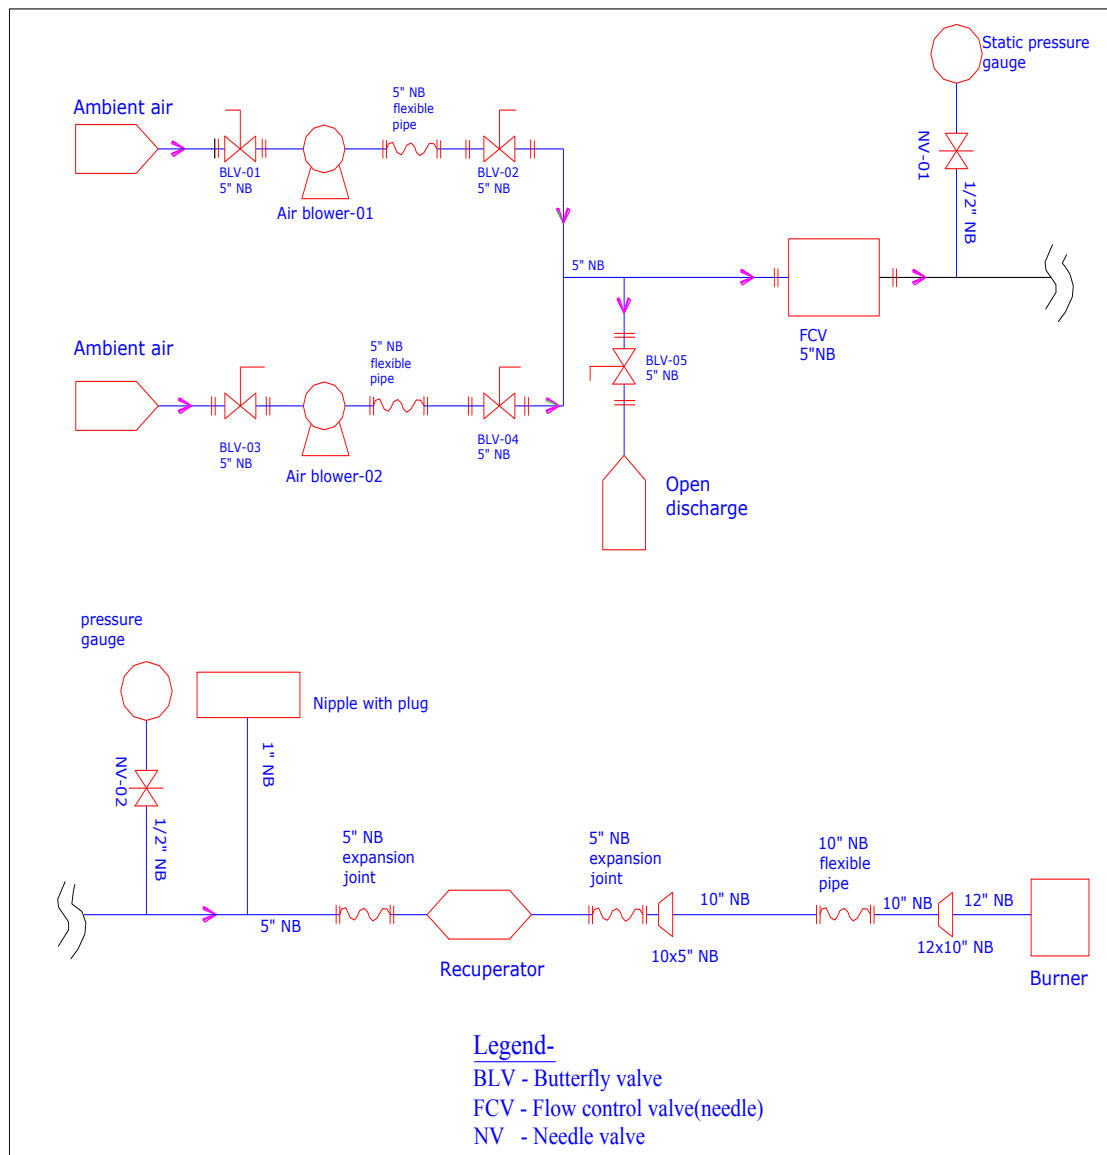 Static pressure
gauge
Ambient air
5" NB
flexible
pipe
BLV-01
5" NB
BLV-02
5" NB
Air blower-01
NV-01
1/2" NB
5" NB
FCV
5"NB
Ambient air
5" NB
flexible
pipe
BLV-05
5" NB
BLV-03
5" NB
BLV-04
5" NB
Air blower-02
Open
discharge
pressure
gauge
Nipple with plug
1" NB
NV-02
1/2" NB
5" NB
expansion
joint
5" NB
expansion
joint
10" NB
flexible
pipe
5" NB
10" NB
10" NB
12" NB
10x5" NB
12x10" NB
Recuperator
Burner
Legend-
BLV - Butterfly valve
FCV - Flow control valve(needle)
NV - Needle valve